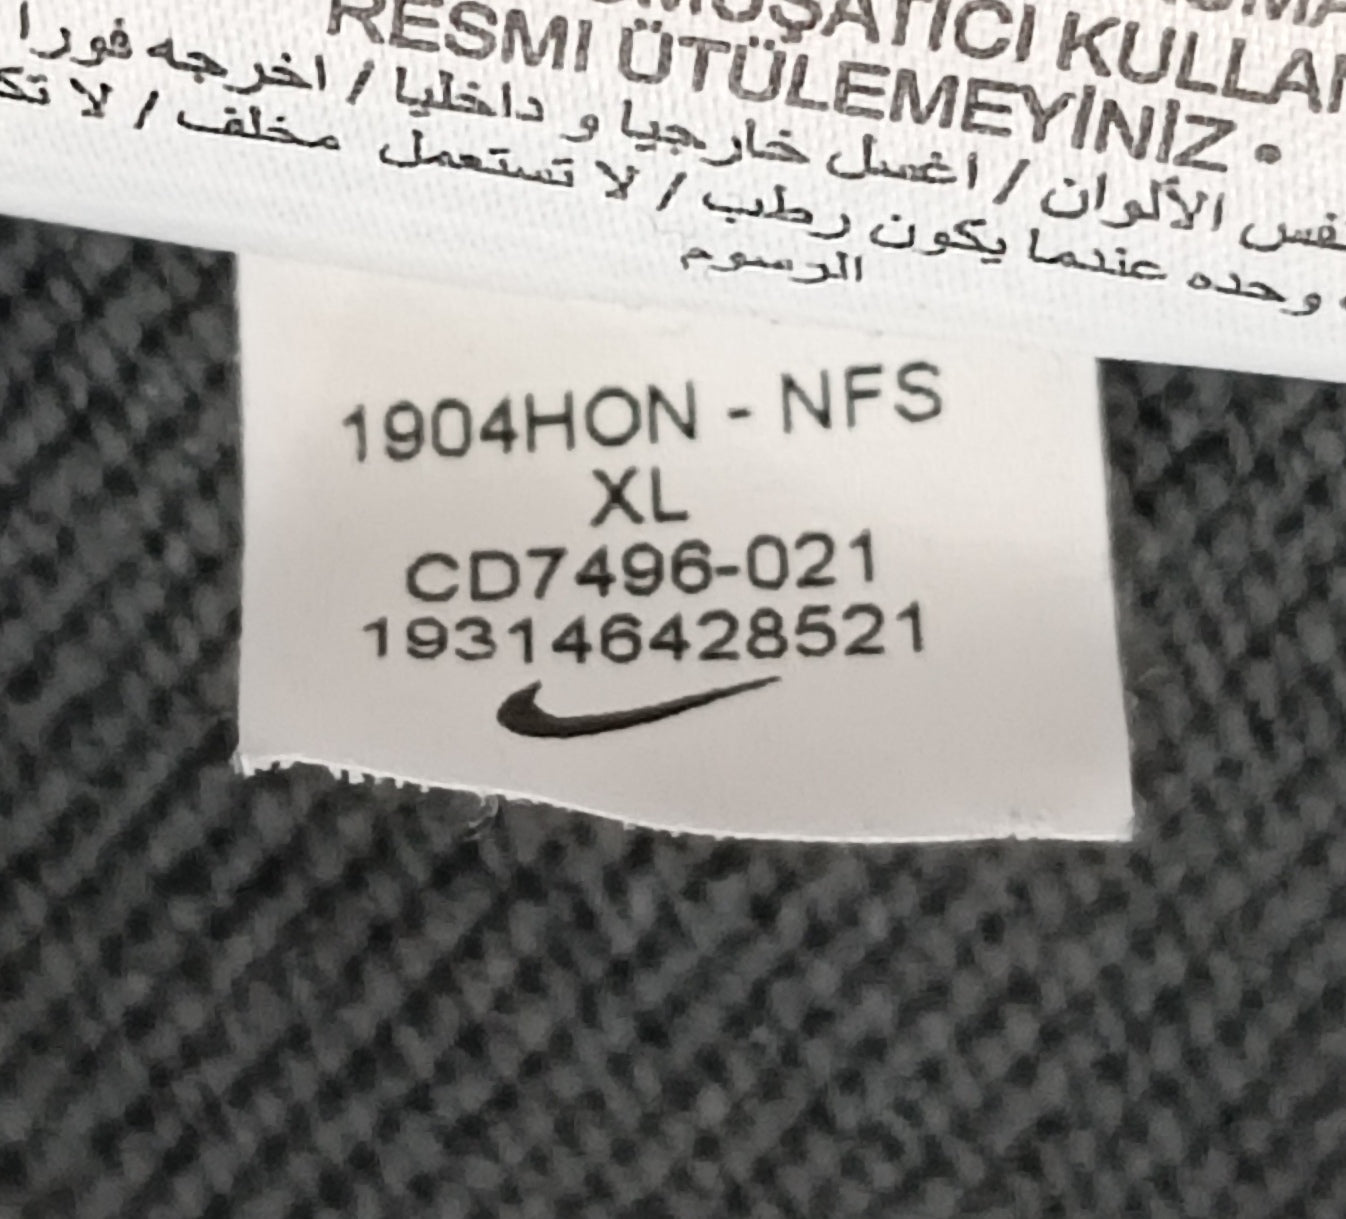 RESMI ÜTÜLEMEYİNİZ •
اخرجه فورا / اغسل خارجيا و داخليا / نفس الألوان
لا تستعمل مخلف / وحده عندما يكون رطب / لا
الرسوم
1904HON - NFS
XL
CD7496-021
193146428521